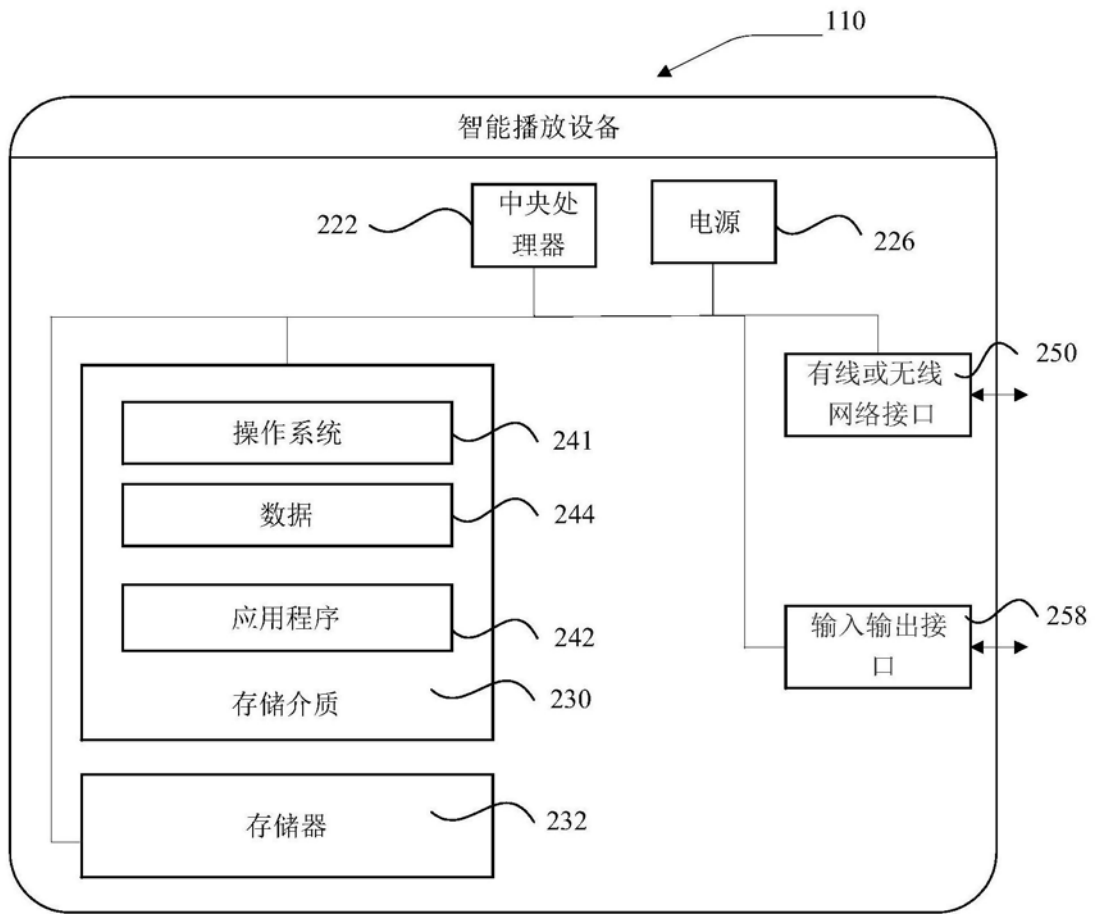 110
智能播放设备
222
中央处
理器
电源
226
有线或无线
网络接口
250
操作系统
241
数据
244
应用程序
242
存储介质
230
输入输出接
口
258
存储器
232